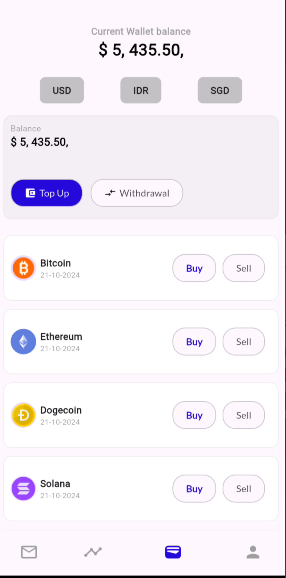 Current Wallet balance
$ 5, 435.50,
USD IDR SGD
Balance
$ 5, 435.50,
Top Up Withdrawal
Bitcoin
21-10-2024
Buy Sell
Ethereum
21-10-2024
Buy Sell
Dogecoin
21-10-2024
Buy Sell
Solana
21-10-2024
Buy Sell